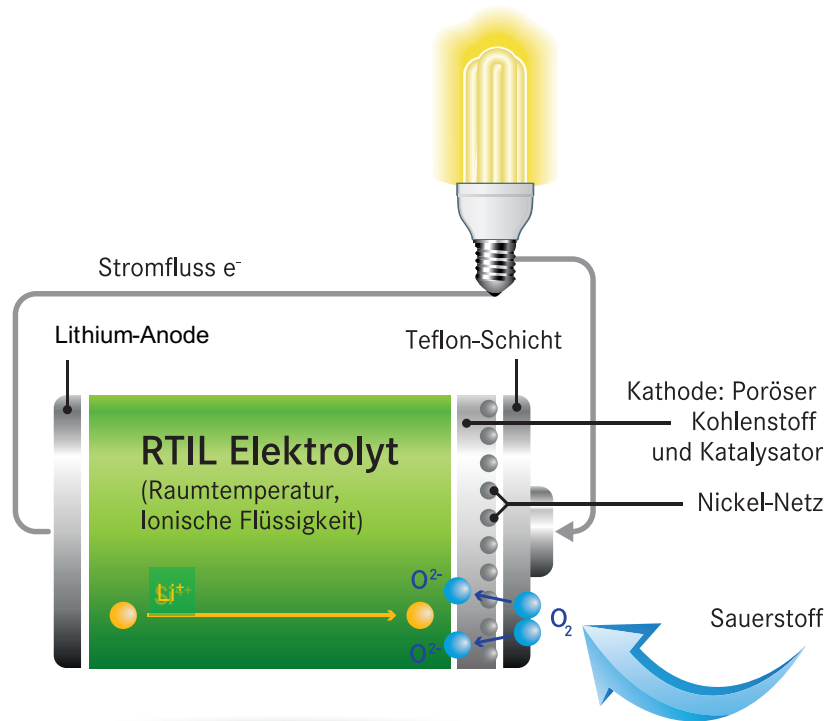 Stromfluss e⁻
Lithium-Anode
Teflon-Schicht
Kathode: Poröser
Kohlenstoff
und Katalysator
RTIL Elektrolyt
(Raumtemperatur,
Ionische Flüssigkeit)
Nickel-Netz
Li⁺
O²⁻
O₂
Sauerstoff
O²⁻